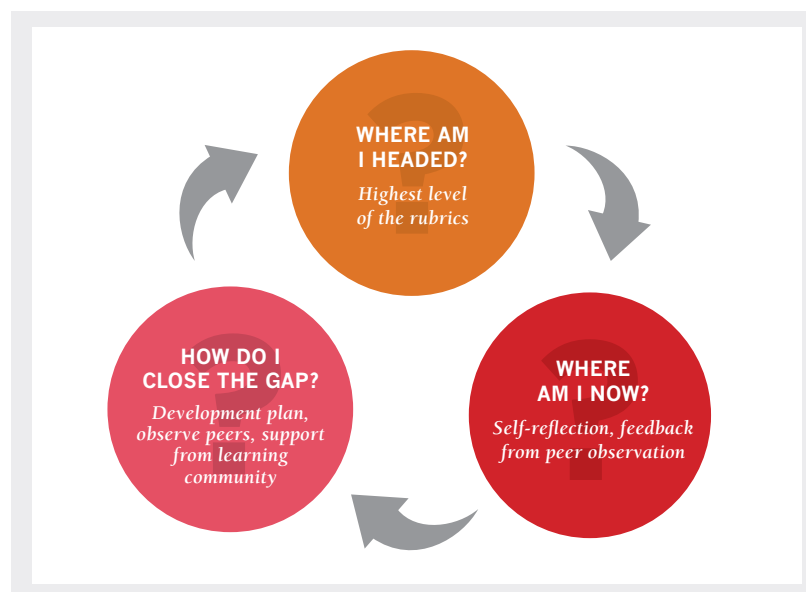 WHERE AM
I HEADED?
Highest level
of the rubrics
WHERE
AM I NOW?
Self-reflection, feedback
from peer observation
HOW DO I
CLOSE THE GAP?
Development plan,
observe peers, support
from learning
community